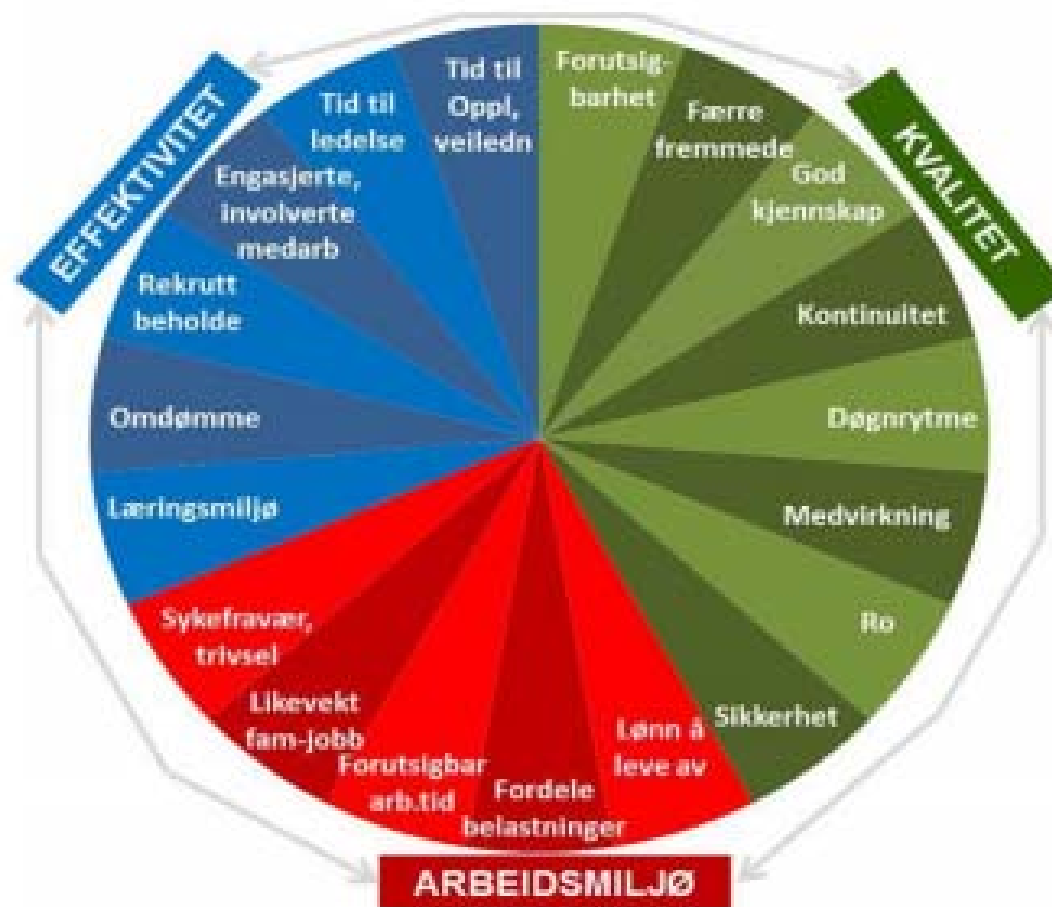 EFFEKTIVITET
KVALITET
ARBEIDSMILJØ
Forutsig-
barhet
Færre
fremmede
God
kjennskap
Kontinuitet
Døgnrytme
Medvirkning
Ro
Sikkerhet
Lønn å
leve av
Fordele
belastninger
Forutsigbar
arb.tid
Likevekt
fam-jobb
Sykefravær,
trivsel
Læringsmiljø
Omdømme
Rekrutt
beholde
Engasjerte,
involverte
medarb
Tid til
ledelse
Tid til
Oppl,
veiledn